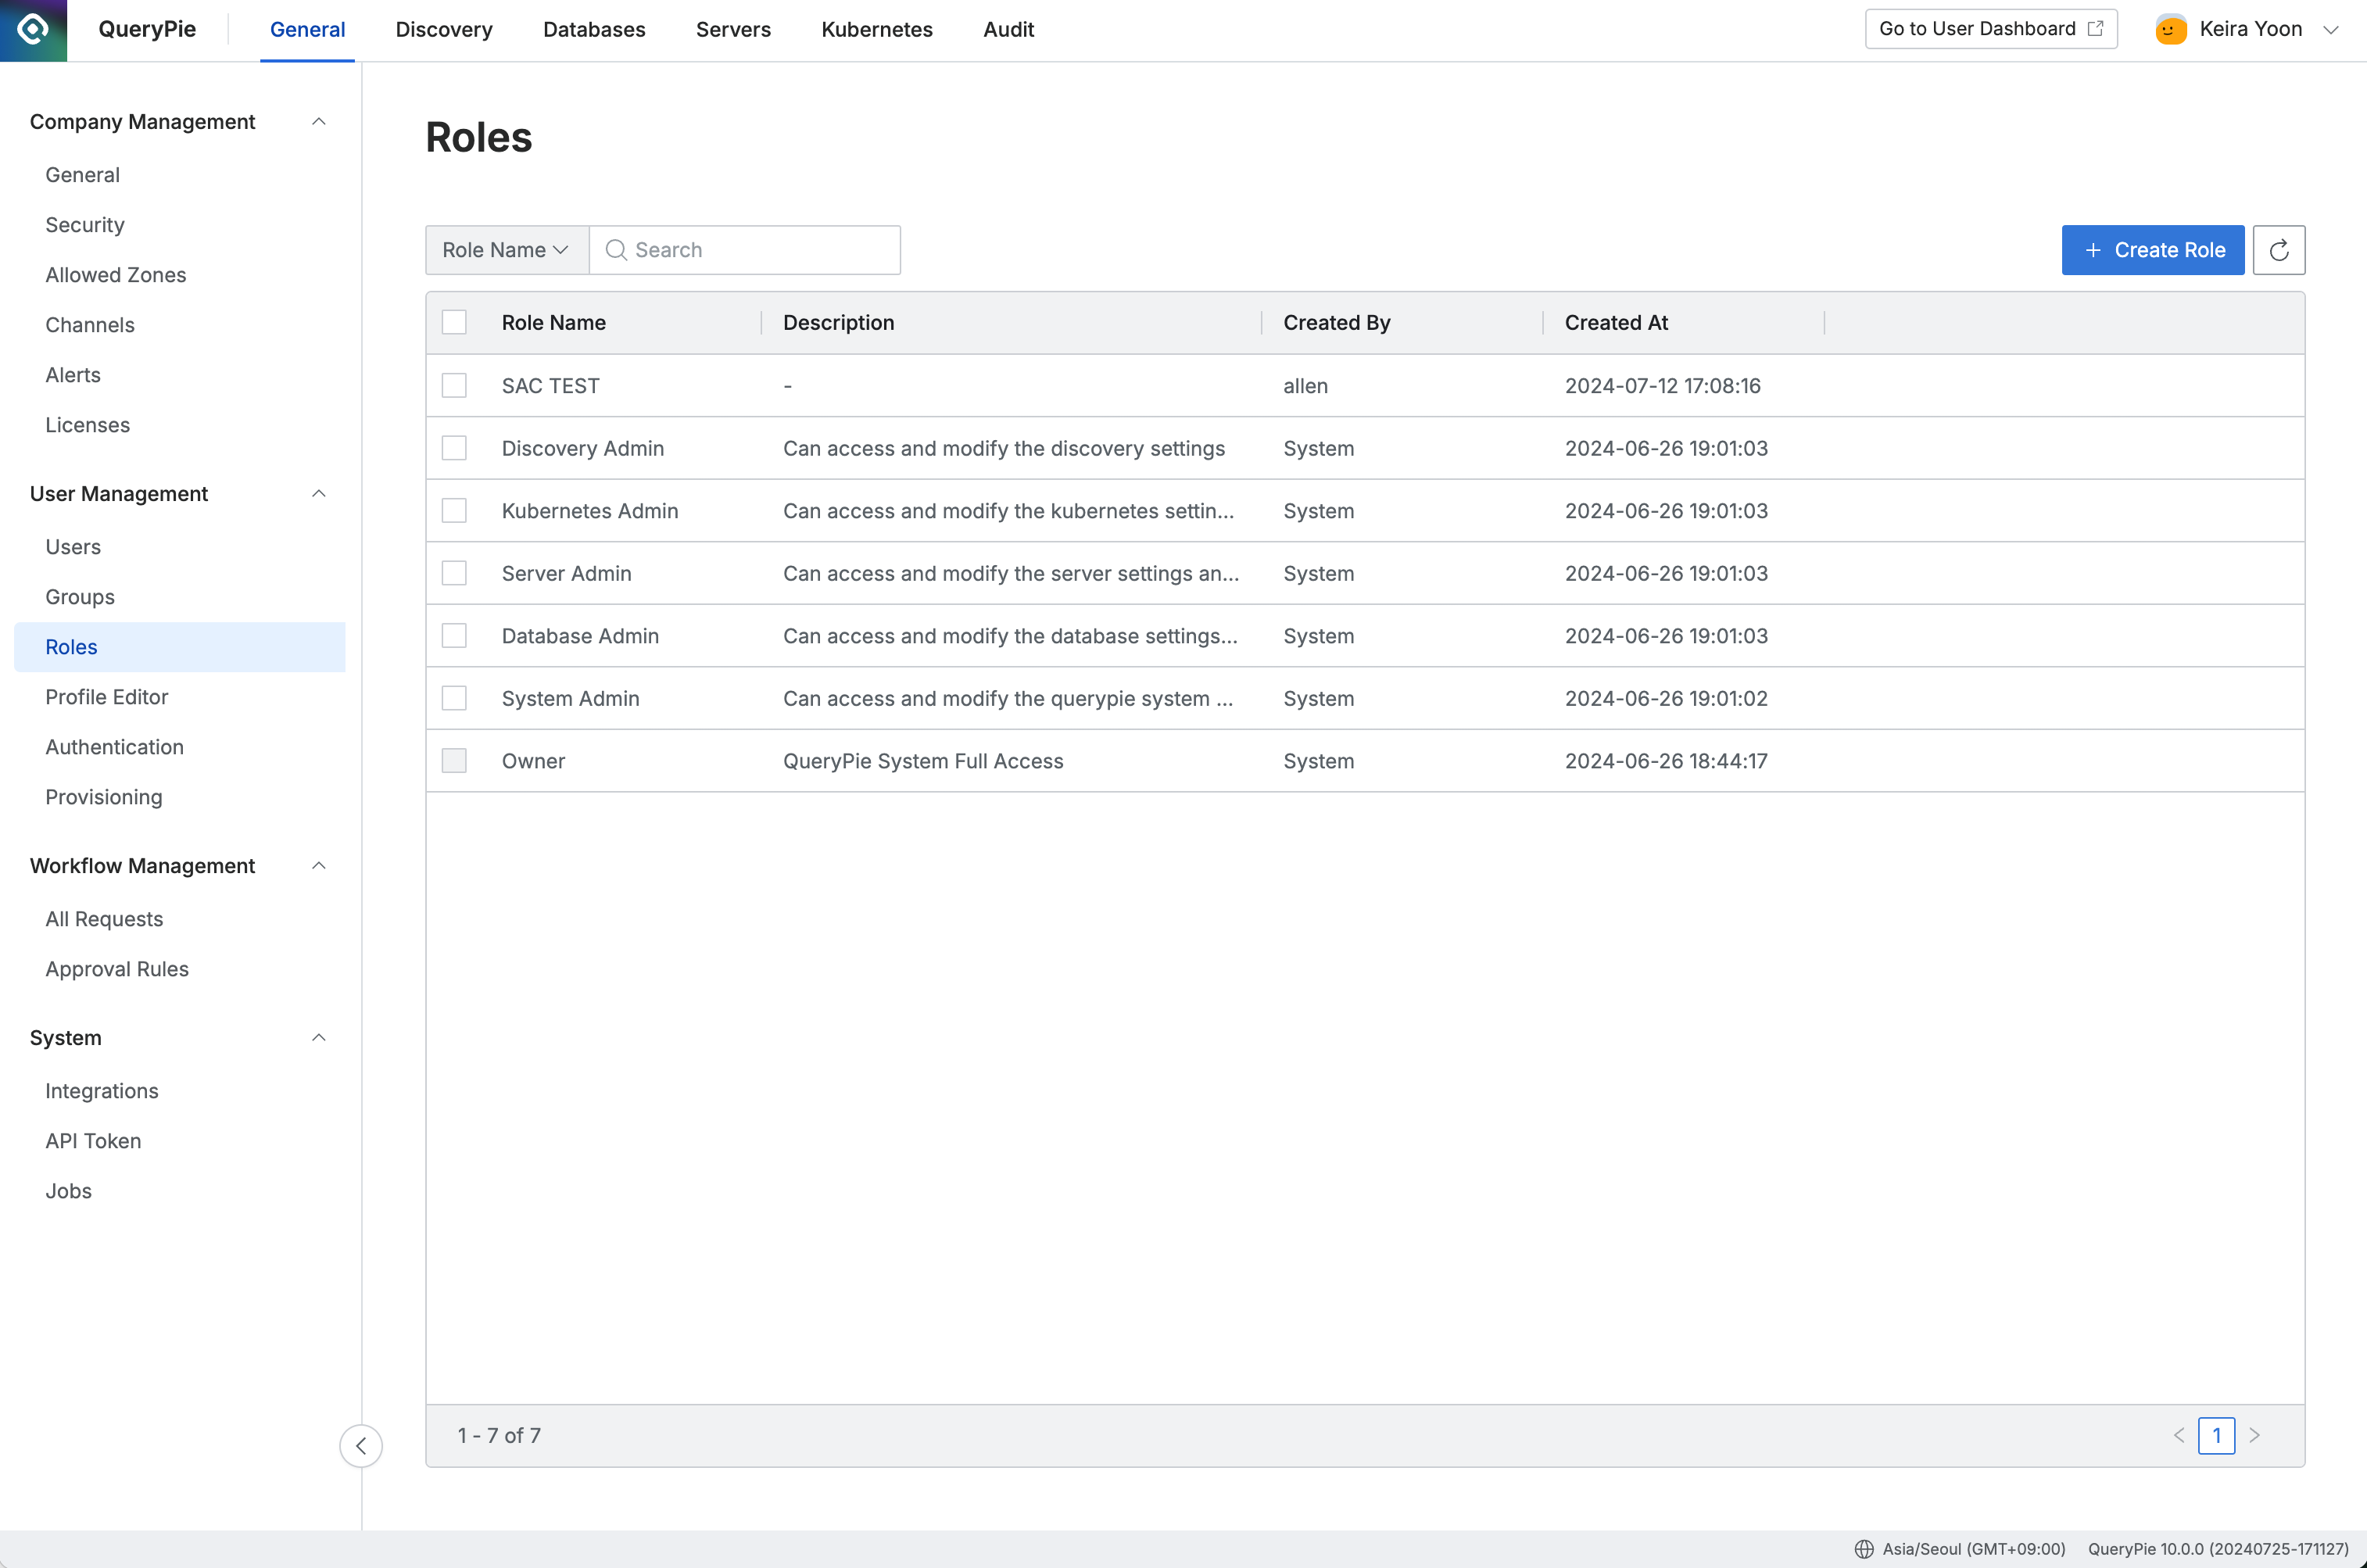 QueryPie General Discovery Databases Servers Kubernetes Audit Go to User Dashboard Keira Yoon
Company Management
General
Security
Allowed Zones
Channels
Alerts
Licenses
User Management
Users
Groups
Roles
Profile Editor
Authentication
Provisioning
Workflow Management
All Requests
Approval Rules
System
Integrations
API Token
Jobs
Roles
Role Name Search Create Role
Role Name Description Created By Created At
SAC TEST - allen 2024-07-12 17:08:16
Discovery Admin Can access and modify the discovery settings System 2024-06-26 19:01:03
Kubernetes Admin Can access and modify the kubernetes settin... System 2024-06-26 19:01:03
Server Admin Can access and modify the server settings an... System 2024-06-26 19:01:03
Database Admin Can access and modify the database settings... System 2024-06-26 19:01:03
System Admin Can access and modify the querypie system ... System 2024-06-26 19:01:02
Owner QueryPie System Full Access System 2024-06-26 18:44:17
1 - 7 of 7 1
Asia/Seoul (GMT+09:00) QueryPie 10.0.0 (20240725-171127)